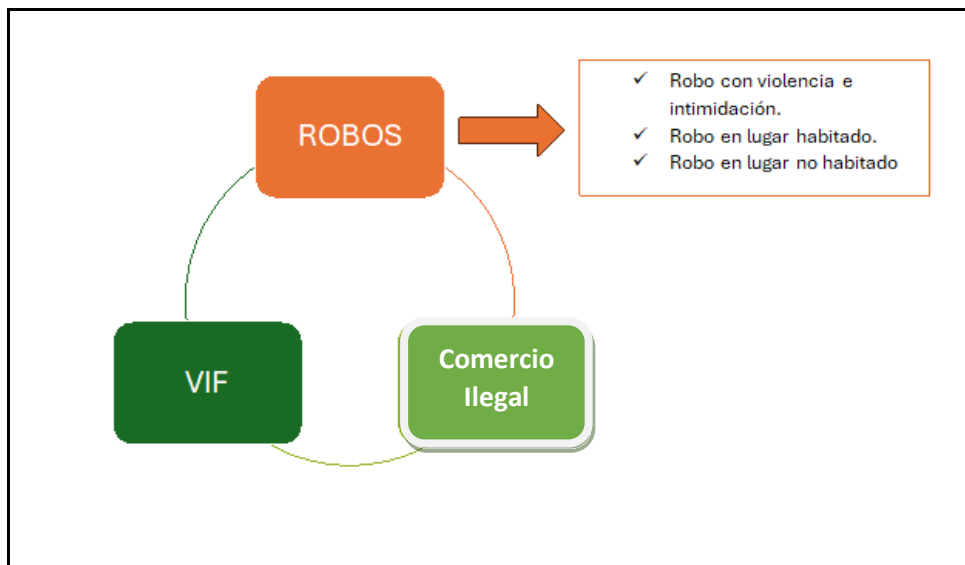 ROBOS
✓ Robo con violencia e
intimidación.
✓ Robo en lugar habitado.
✓ Robo en lugar no habitado
VIF
Comercio
Ilegal